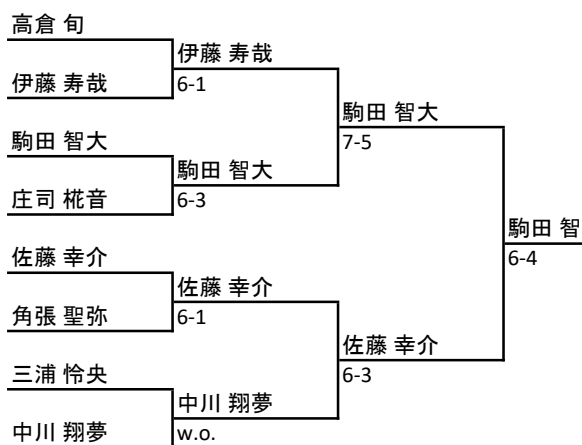 高倉 旬
伊藤 寿哉
伊藤 寿哉
6-1
駒田 智大
7-5
駒田 智大
駒田 智大
6-3
庄司 椛音
駒田 智
6-4
佐藤 幸介
佐藤 幸介
6-1
角張 聖弥
佐藤 幸介
6-3
三浦 怜央
中川 翔夢
w.o.
中川 翔夢